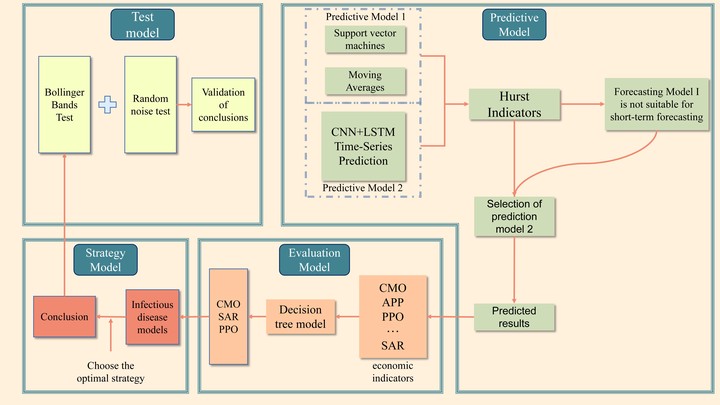 Test
model
Bollinger
Bands
Test
Random
noise test
Validation
of
conclusions
Predictive
Model
Predictive Model 1
Support vector
machines
Moving
Averages
CNN+LSTM
Time-Series
Prediction
Predictive Model 2
Hurst
Indicators
Forecasting Model I
is not suitable for
short-term forecasting
Selection of
prediction
model 2
Predicted
results
Strategy
Model
Conclusion
Infectious
disease
models
Choose the
optimal strategy
Evaluation
Model
CMO
SAR
PPO
Decision
tree model
CMO
APP
PPO
...
SAR
economic
indicators